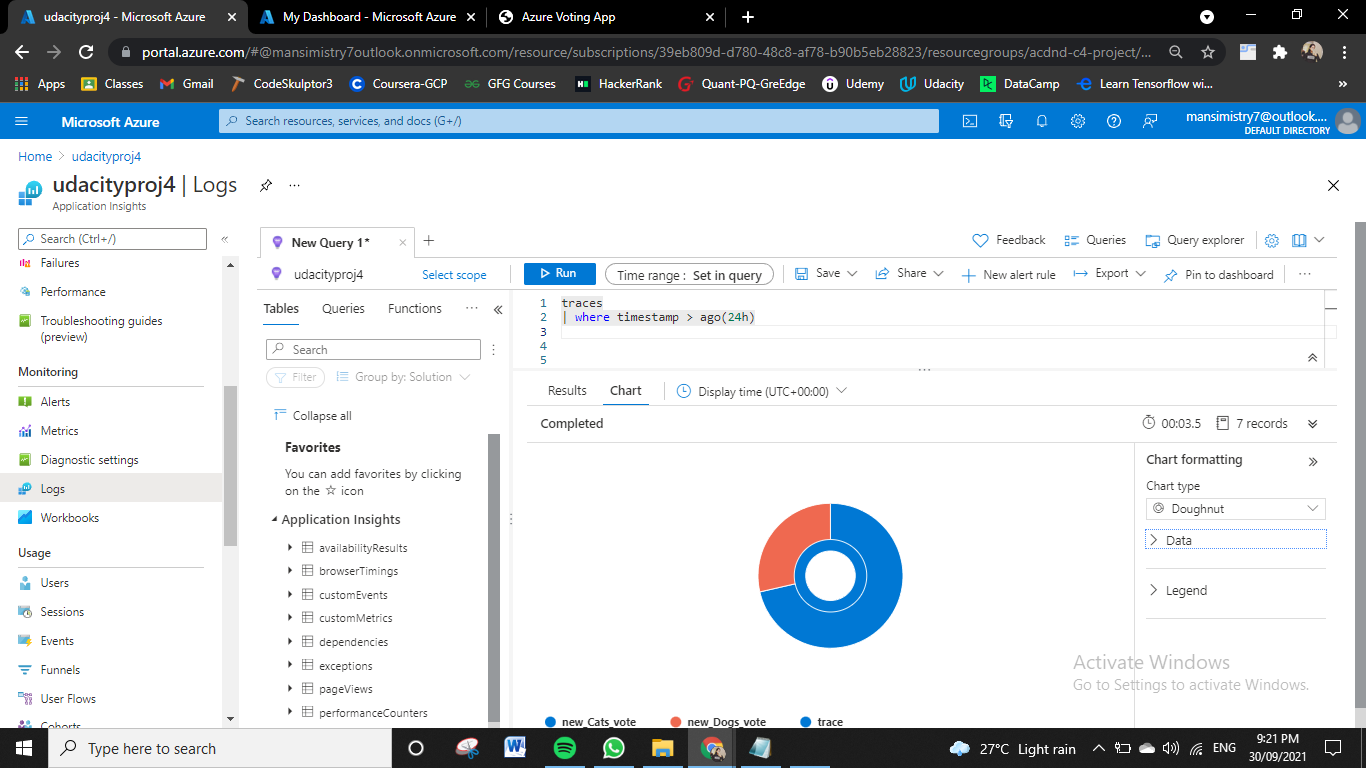 udacityproj4 - Microsoft Azure
My Dashboard - Microsoft Azure
Azure Voting App
portal.azure.com/#@mansimistry7outlook.onmicrosoft.com/resource/subscriptions/39eb809d-d780-48c8-af78-b90b5eb28823/resourcegroups/acdnd-c4-project/...
Apps
Classes
Gmail
CodeSkulptor3
Coursera-GCP
GFG Courses
HackerRank
Quant-PQ-GreEdge
Udemy
Udacity
DataCamp
Learn Tensorflow wi...
Microsoft Azure
Search resources, services, and docs (G+/)
mansimistry7@outlook....
DEFAULT DIRECTORY
Home > udacityproj4
udacityproj4 | Logs
Application Insights
Search (Ctrl+/)
Failures
Performance
Troubleshooting guides
(preview)
Monitoring
Alerts
Metrics
Diagnostic settings
Logs
Workbooks
Usage
Users
Sessions
Events
Funnels
User Flows
Cohorts
New Query 1*
Feedback
Queries
Query explorer
udacityproj4
Select scope
Run
Time range : Set in query
Save
Share
New alert rule
Export
Pin to dashboard
Tables
Queries
Functions
Search
Filter
Group by: Solution
Collapse all
Favorites
You can add favorites by clicking
on the ☆ icon
Application Insights
availabilityResults
browserTimings
customEvents
customMetrics
dependencies
exceptions
pageViews
performanceCounters
1 traces
2 | where timestamp > ago(24h)
3
4
5
Results
Chart
Display time (UTC+00:00)
Completed
00:03.5
7 records
Chart formatting
Chart type
Doughnut
Data
Legend
new_Cats_vote
new_Dogs_vote
trace
Activate Windows
Go to Settings to activate Windows.
Type here to search
27°C Light rain
ENG
9:21 PM
30/09/2021